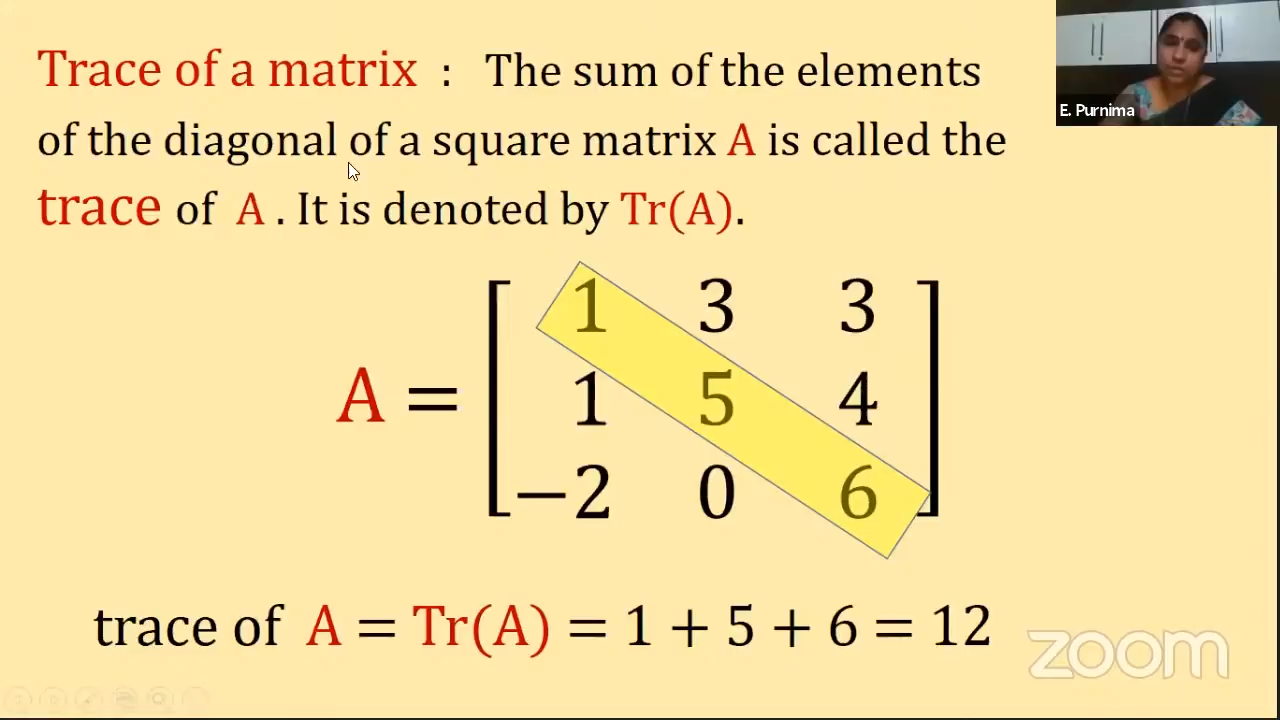 Trace of a matrix : The sum of the elements
of the diagonal of a square matrix A is called the
trace of A . It is denoted by Tr(A).
E. Purnima
A = [ 1 3 3
1 5 4
−2 0 6 ]
trace of A = Tr(A) = 1 + 5 + 6 = 12
zoom